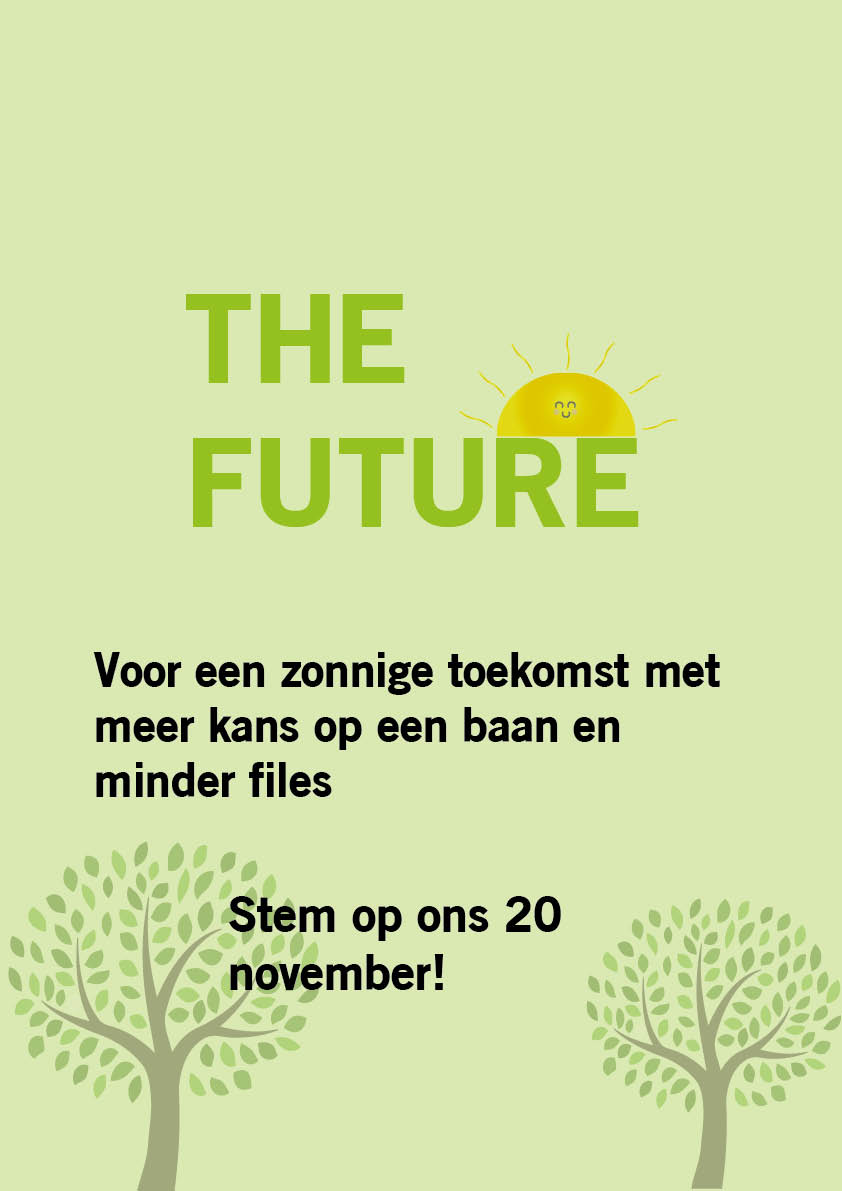 THE
FUTURE
Voor een zonnige toekomst met
meer kans op een baan en
minder files
Stem op ons 20
november!